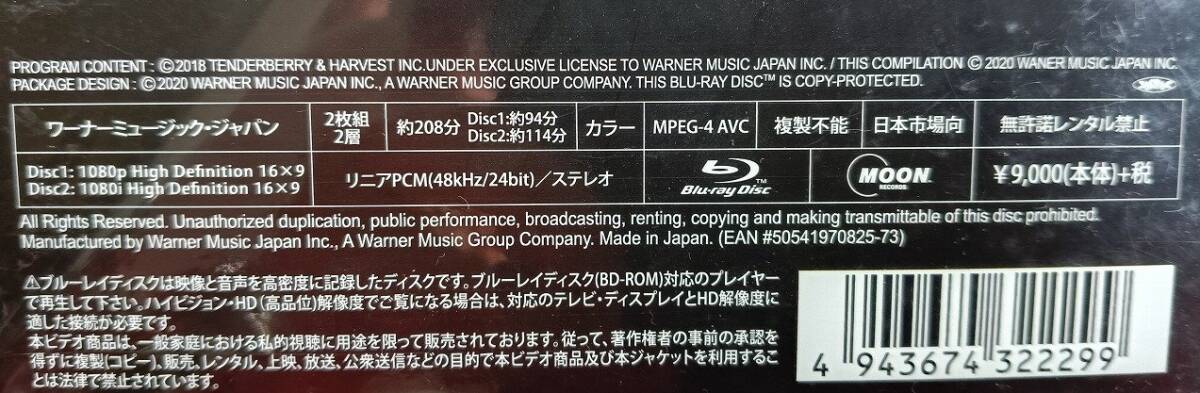 PROGRAM CONTENT : ©2018 TENDERBERRY & HARVEST INC.UNDER EXCLUSIVE LICENSE TO WARNER MUSIC JAPAN INC. / THIS COMPILATION © 2020 WANER MUSIC JAPAN INC.
PACKAGE DESIGN : ©2020 WARNER MUSIC JAPAN INC., A WARNER MUSIC GROUP COMPANY. THIS BLU-RAY DISC™ IS COPY-PROTECTED.
ワーナーミュージック・ジャパン 2枚組 2層 約208分 Disc1:約94分 Disc2:約114分 カラー MPEG-4 AVC 複製不能 日本市場向 無許諾レンタル禁止
Disc1: 1080p High Definition 16×9
Disc2: 1080i High Definition 16×9
リニアPCM(48kHz/24bit)／ステレオ Blu-ray Disc™ MOON RECORDS ¥9,000(本体)+税
All Rights Reserved. Unauthorized duplication, public performance, broadcasting, renting, copying and making transmittable of this disc prohibited.
Manufactured by Warner Music Japan Inc., A Warner Music Group Company. Made in Japan. (EAN #50541970825-73)
⚠ブルーレイディスクは映像と音声を高密度に記録したディスクです。ブルーレイディスク(BD-ROM)対応のプレイヤー
で再生して下さい。ハイビジョン・HD（高品位)解像度でご覧になる場合は、対応のテレビ・ディスプレイとHD解像度に
適した接続が必要です。
本ビデオ商品は、一般家庭における私的視聴に用途を限って販売されております。従って、著作権者の事前の承認を
得ずに複製(コピー)、販売、レンタル、上映、放送、公衆送信などの目的で本ビデオ商品及び本ジャケットを利用するこ
とは法律で禁止されています。
4 943674 322299